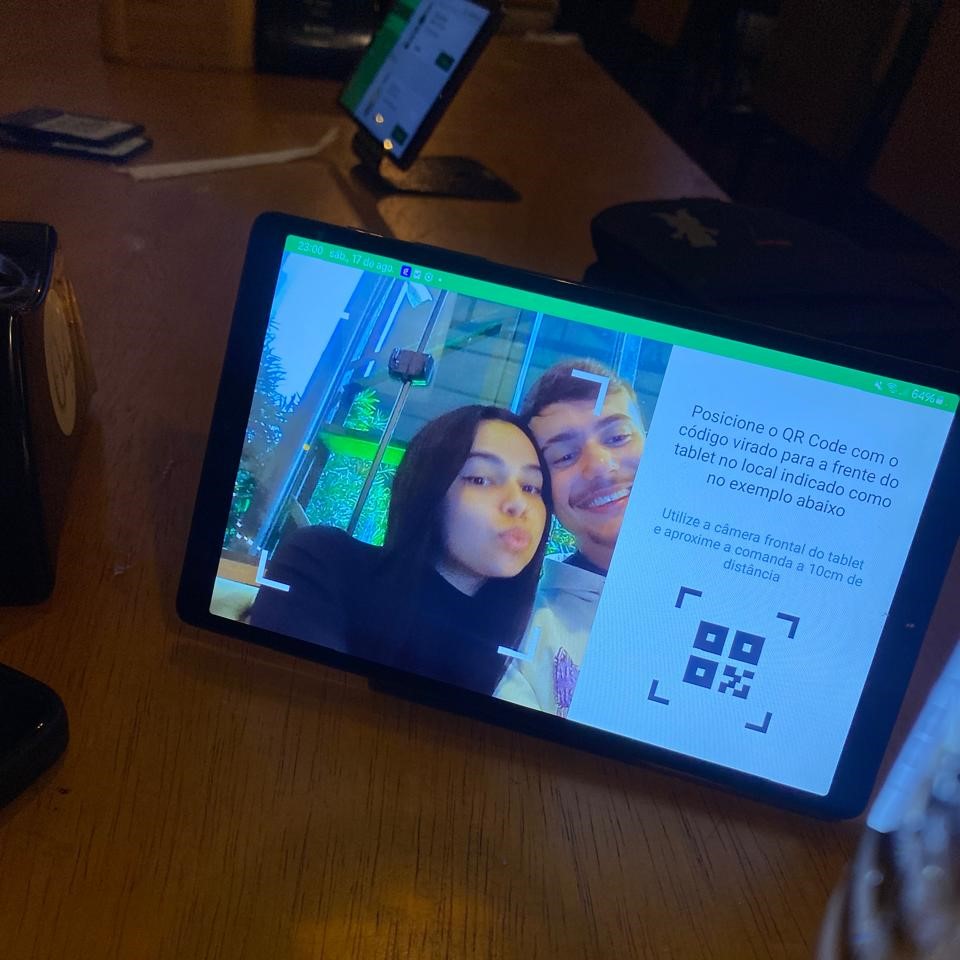 23:00 sáb., 17 de ago.
64%
Posicione o QR Code com o
código virado para a frente do
tablet no local indicado como
no exemplo abaixo
Utilize a câmera frontal do tablet
e aproxime a comanda a 10cm de
distância